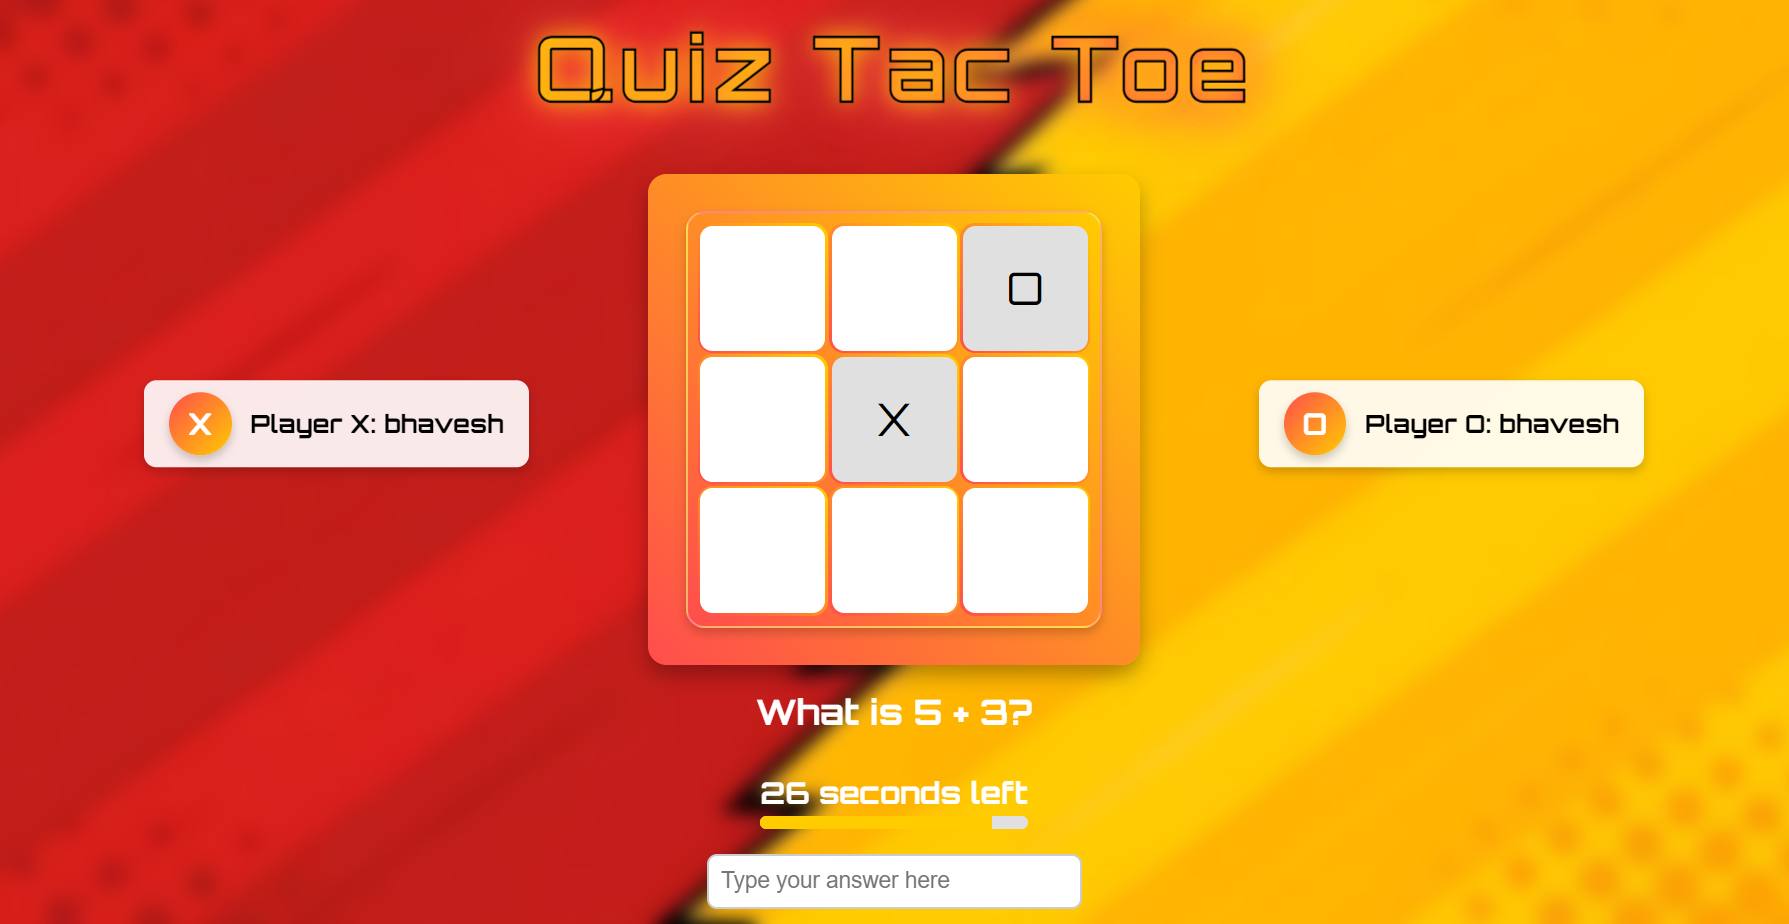 Quiz Tac Toe
O
X
X Player X: bhavesh
O Player O: bhavesh
What is 5 + 3?
26 seconds left
Type your answer here